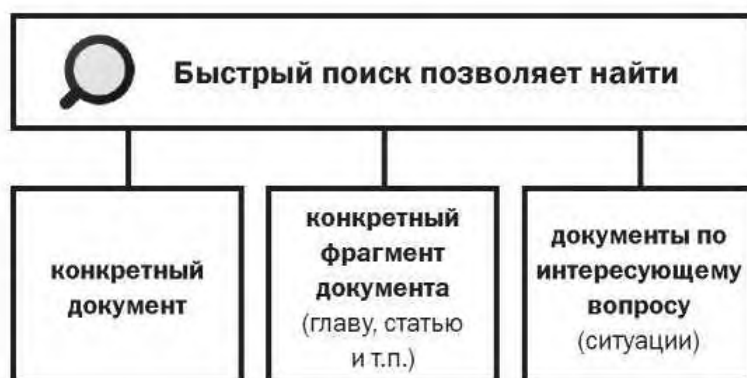 Быстрый поиск позволяет найти
конкретный
документ
конкретный
фрагмент
документа
(главу, статью
и т.п.)
документы по
интересующему
вопросу
(ситуации)